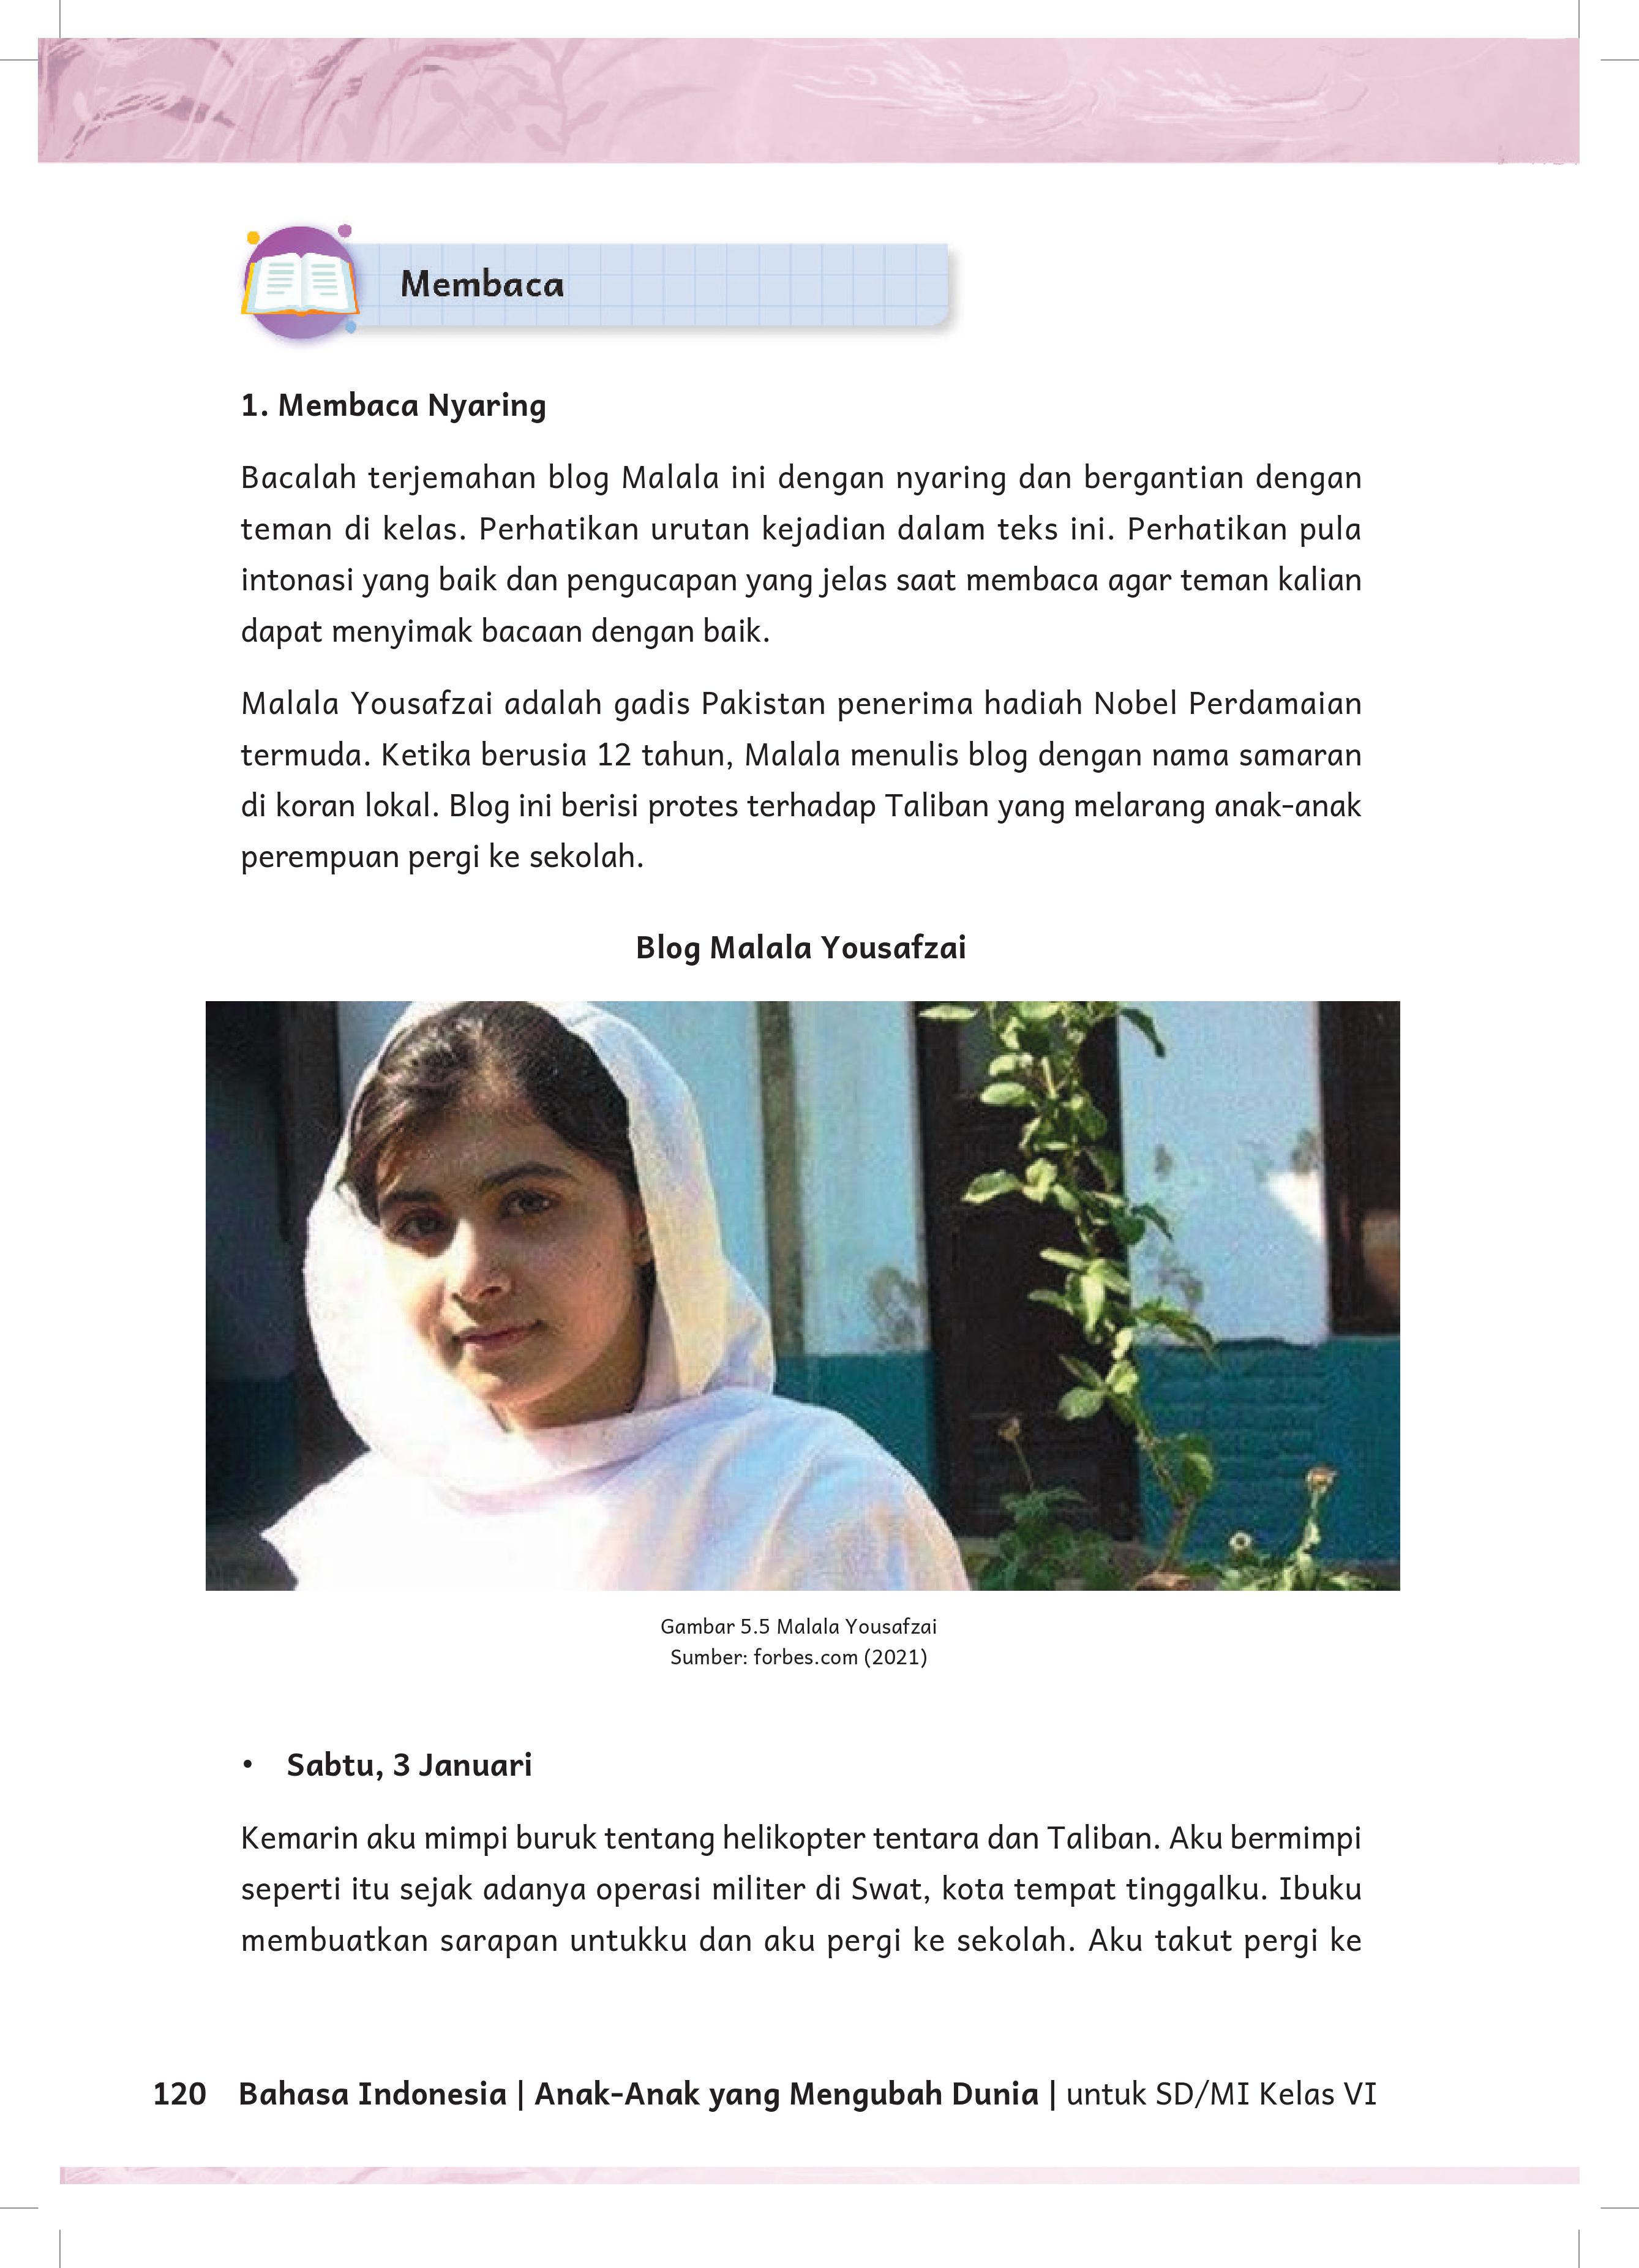 Membaca
1. Membaca Nyaring
Bacalah terjemahan blog Malala ini dengan nyaring dan bergantian dengan
teman di kelas. Perhatikan urutan kejadian dalam teks ini. Perhatikan pula
intonasi yang baik dan pengucapan yang jelas saat membaca agar teman kalian
dapat menyimak bacaan dengan baik.
Malala Yousafzai adalah gadis Pakistan penerima hadiah Nobel Perdamaian
termuda. Ketika berusia 12 tahun, Malala menulis blog dengan nama samaran
di koran lokal. Blog ini berisi protes terhadap Taliban yang melarang anak-anak
perempuan pergi ke sekolah.
Blog Malala Yousafzai
Gambar 5.5 Malala Yousafzai
Sumber: forbes.com (2021)
• Sabtu, 3 Januari
Kemarin aku mimpi buruk tentang helikopter tentara dan Taliban. Aku bermimpi
seperti itu sejak adanya operasi militer di Swat, kota tempat tinggalku. Ibuku
membuatkan sarapan untukku dan aku pergi ke sekolah. Aku takut pergi ke
120 Bahasa Indonesia | Anak-Anak yang Mengubah Dunia | untuk SD/MI Kelas VI